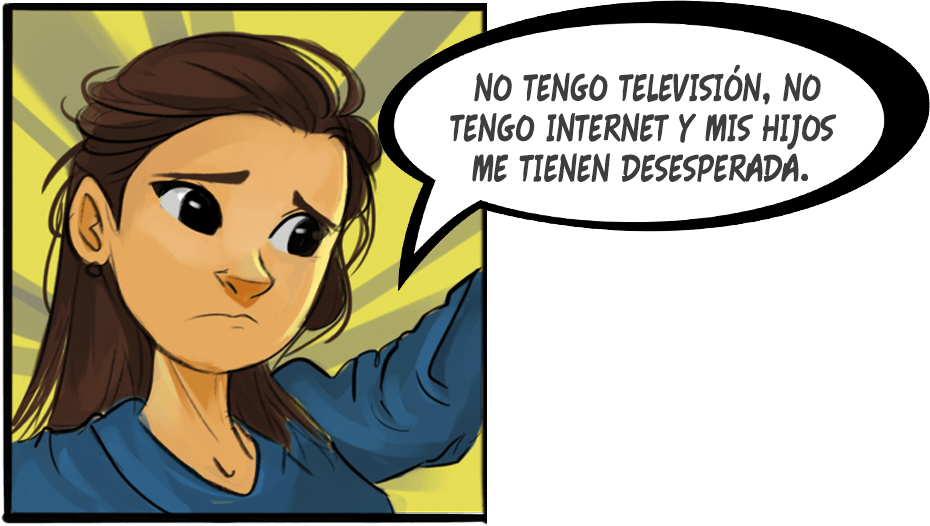 NO TENGO TELEVISIÓN, NO
TENGO INTERNET Y MIS HIJOS
ME TIENEN DESESPERADA.